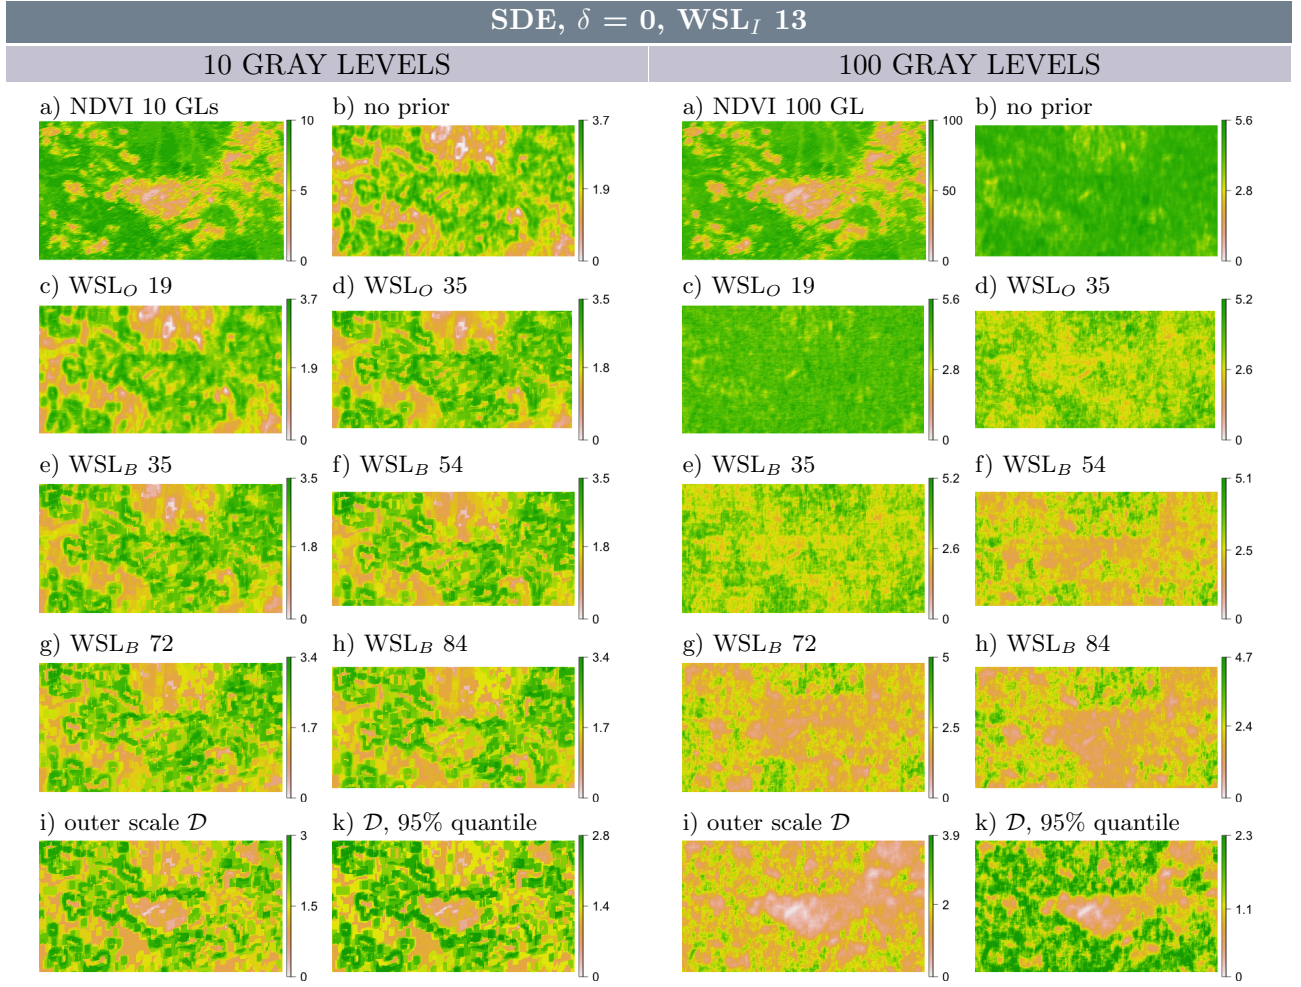 SDE, δ = 0, WSL_I 13
10 GRAY LEVELS
100 GRAY LEVELS
a) NDVI 10 GLs
10
5
0
b) no prior
3.7
1.9
0
a) NDVI 100 GL
100
50
0
b) no prior
5.6
2.8
0
c) WSL_O 19
3.7
1.9
0
d) WSL_O 35
3.5
1.8
0
c) WSL_O 19
5.6
2.8
0
d) WSL_O 35
5.2
2.6
0
e) WSL_B 35
3.5
1.8
0
f) WSL_B 54
3.5
1.8
0
e) WSL_B 35
5.2
2.6
0
f) WSL_B 54
5.1
2.5
0
g) WSL_B 72
3.4
1.7
0
h) WSL_B 84
3.4
1.7
0
g) WSL_B 72
5
2.5
0
h) WSL_B 84
4.7
2.4
0
i) outer scale 𝒟
3
1.5
0
k) 𝒟, 95% quantile
2.8
1.4
0
i) outer scale 𝒟
3.9
2
0
k) 𝒟, 95% quantile
2.3
1.1
0